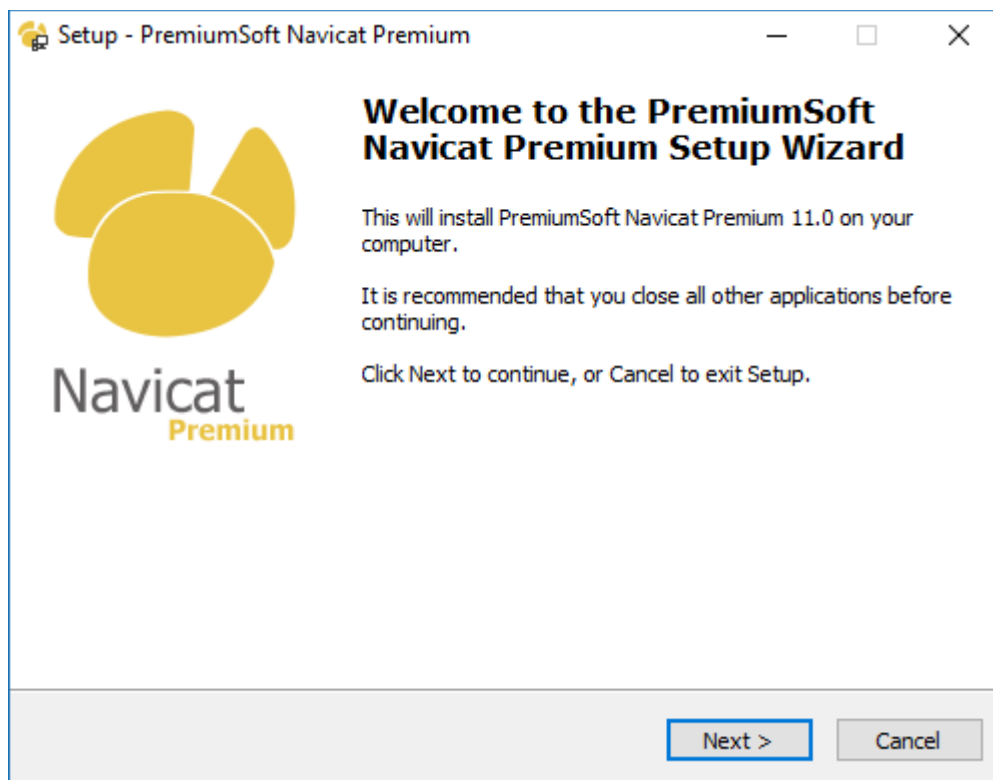 Setup - PremiumSoft Navicat Premium
Welcome to the PremiumSoft
Navicat Premium Setup Wizard
This will install PremiumSoft Navicat Premium 11.0 on your
computer.
It is recommended that you close all other applications before
continuing.
Click Next to continue, or Cancel to exit Setup.
Navicat
Premium
Next >
Cancel